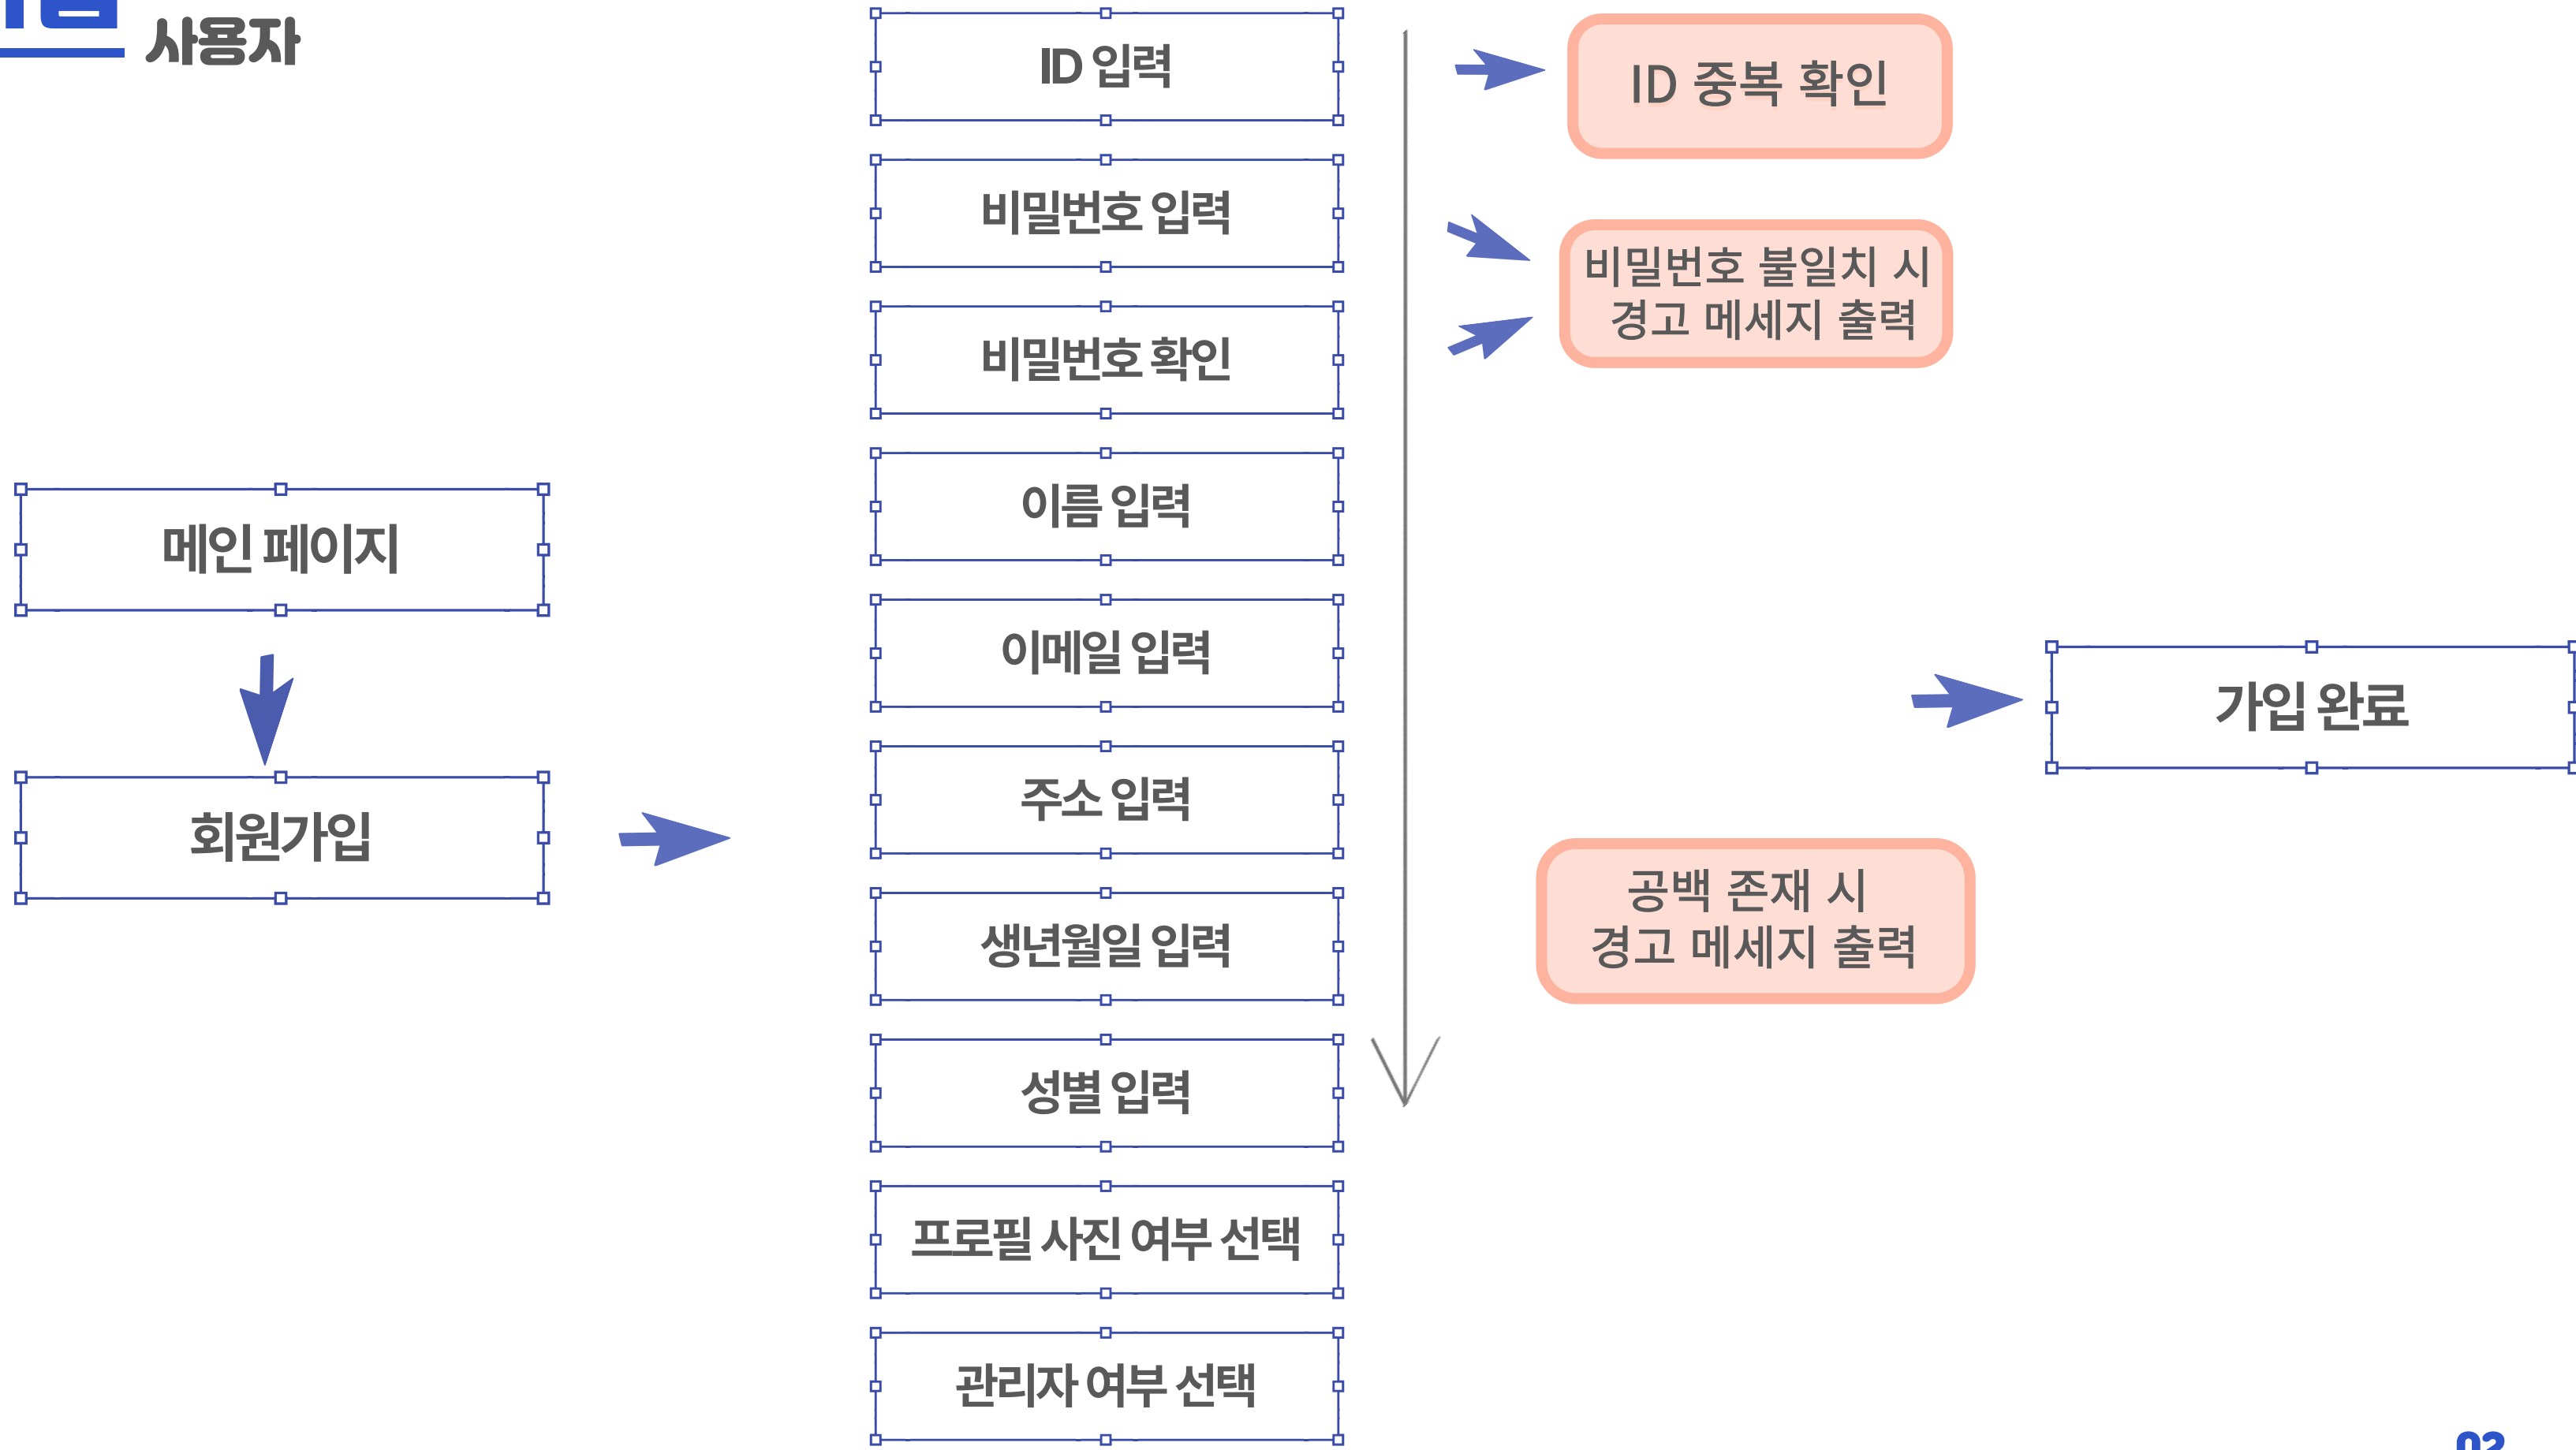 사용자
메인 페이지
회원가입
ID 입력
비밀번호 입력
비밀번호 확인
이름 입력
이메일 입력
주소 입력
생년월일 입력
성별 입력
프로필 사진 여부 선택
관리자 여부 선택
ID 중복 확인
비밀번호 불일치 시
경고 메세지 출력
공백 존재 시
경고 메세지 출력
가입 완료
02